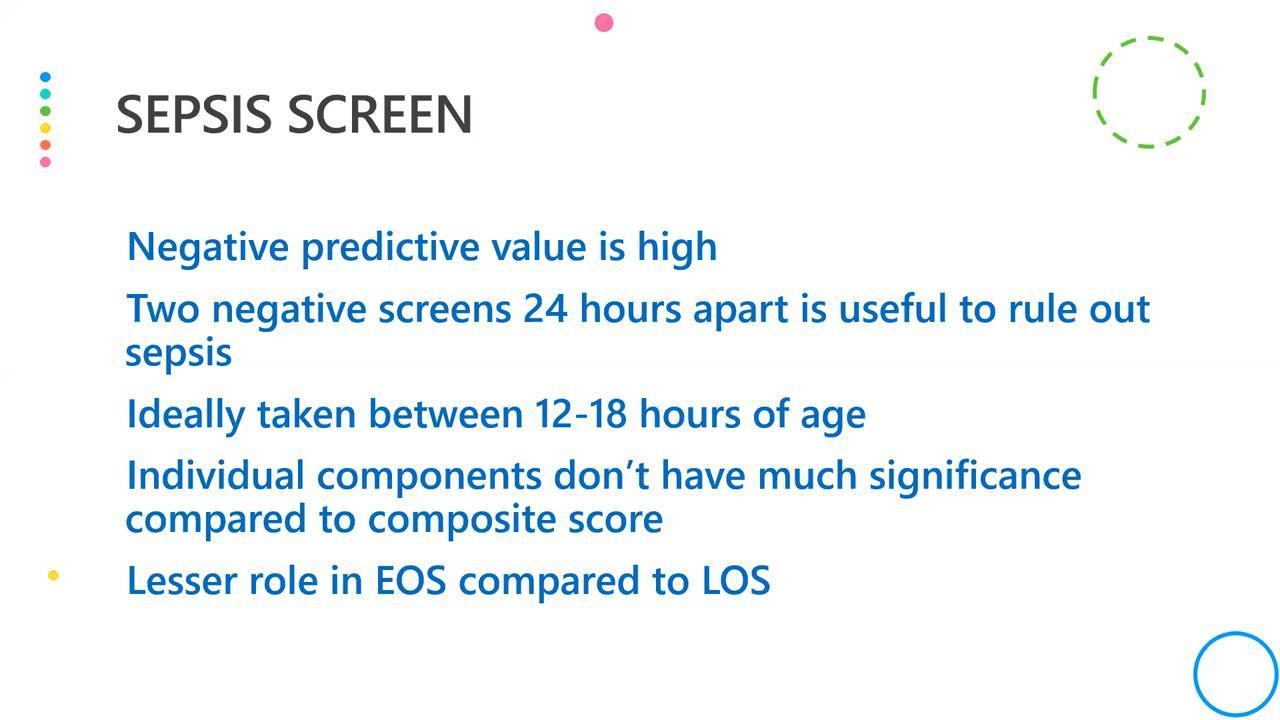 SEPSIS SCREEN
Negative predictive value is high
Two negative screens 24 hours apart is useful to rule out
sepsis
Ideally taken between 12-18 hours of age
Individual components don’t have much significance
compared to composite score
Lesser role in EOS compared to LOS